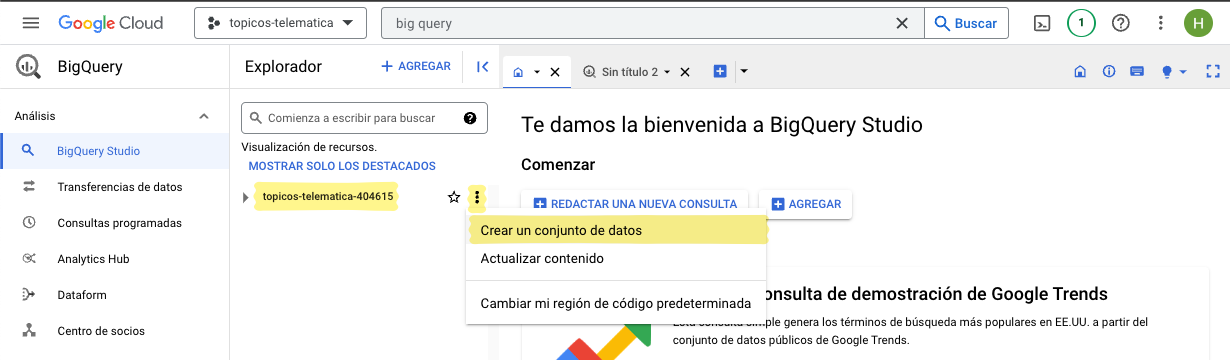 Google Cloud
topicos-telematica
big query
Buscar
1
H
BigQuery
Explorador
AGREGAR
Sin título 2
Análisis
BigQuery Studio
Transferencias de datos
Consultas programadas
Analytics Hub
Dataform
Centro de socios
Comienza a escribir para buscar
Visualización de recursos.
MOSTRAR SOLO LOS DESTACADOS
topicos-telematica-404615
Te damos la bienvenida a BigQuery Studio
Comenzar
REDACTAR UNA NUEVA CONSULTA
AGREGAR
Crear un conjunto de datos
Actualizar contenido
Cambiar mi región de código predeterminada
onsulta de demostración de Google Trends
Esta consulta simple genera los términos de búsqueda más populares en EE.UU. a partir del
conjunto de datos públicos de Google Trends.